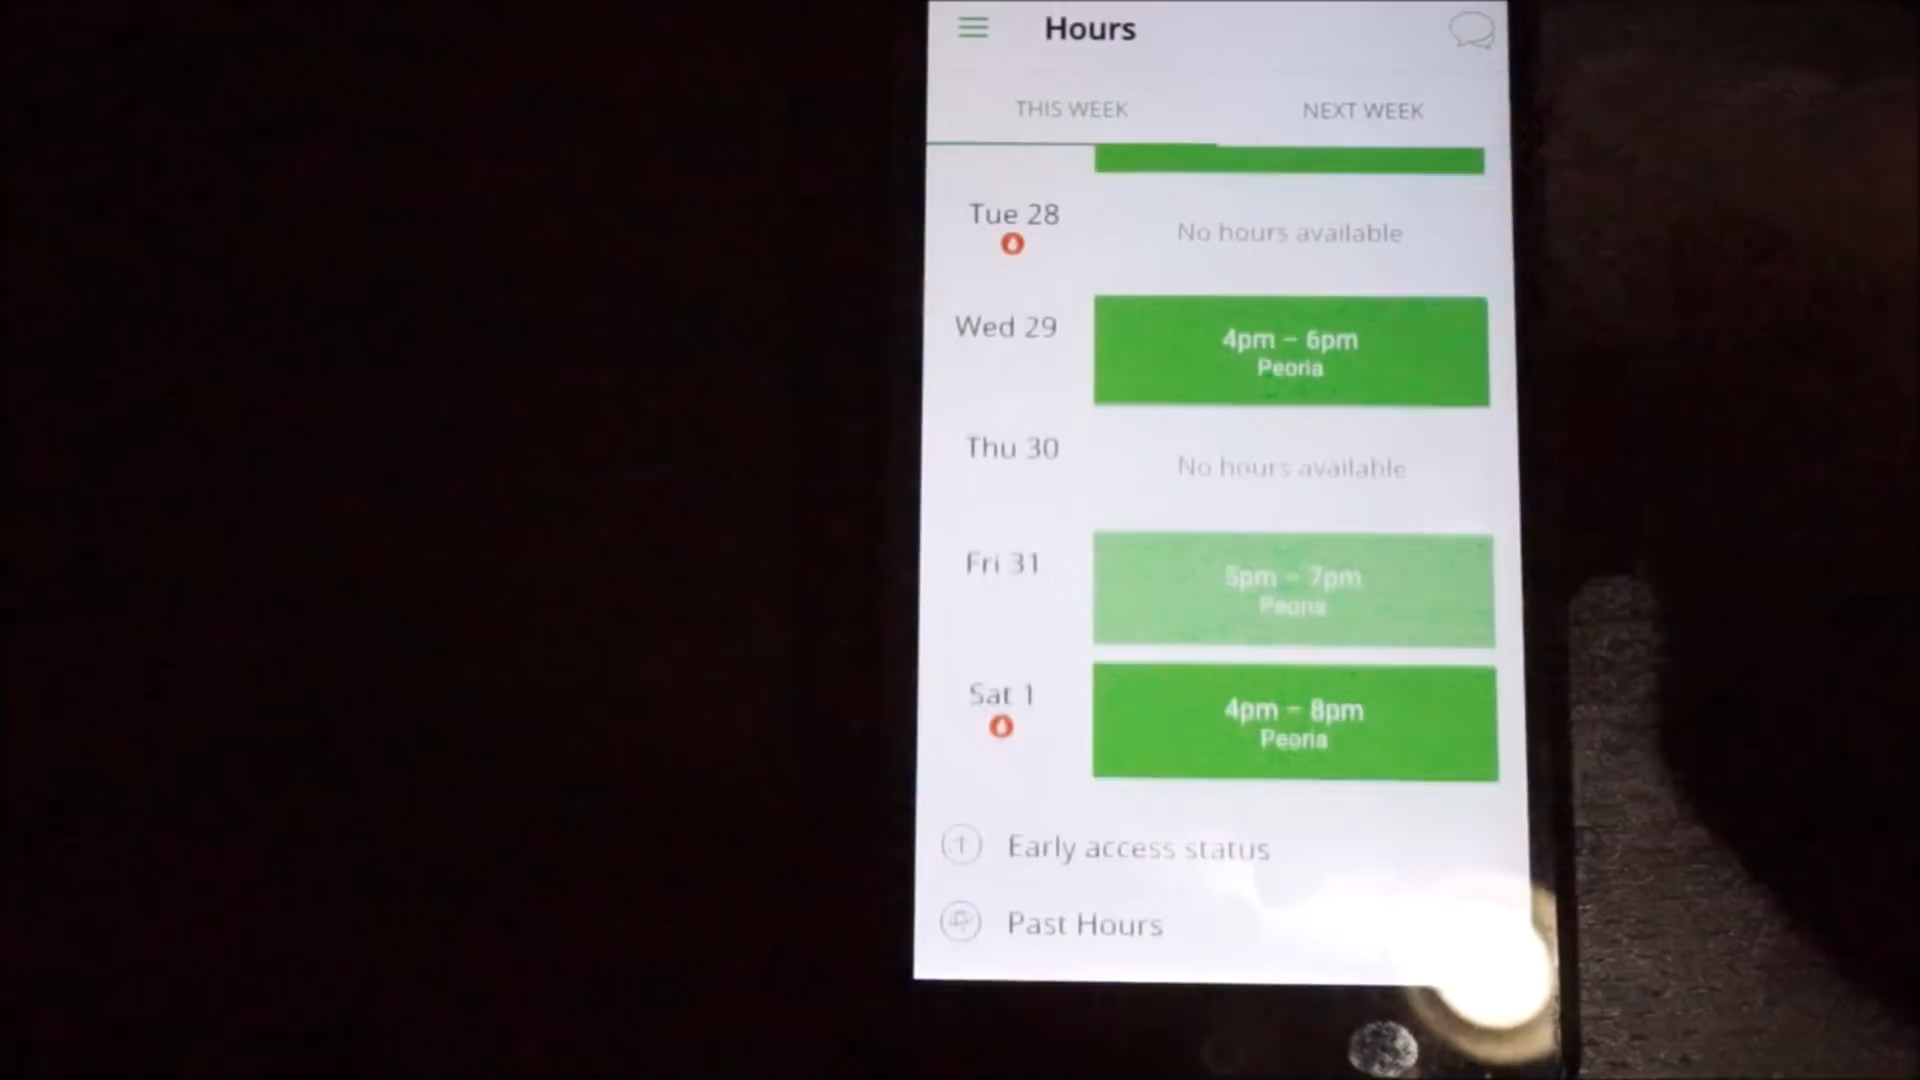 Hours
THIS WEEK
NEXT WEEK
Tue 28
No hours available
Wed 29
4pm – 6pm
Peoria
Thu 30
No hours available
Fri 31
5pm – 7pm
Peoria
Sat 1
4pm – 8pm
Peoria
Early access status
Past Hours